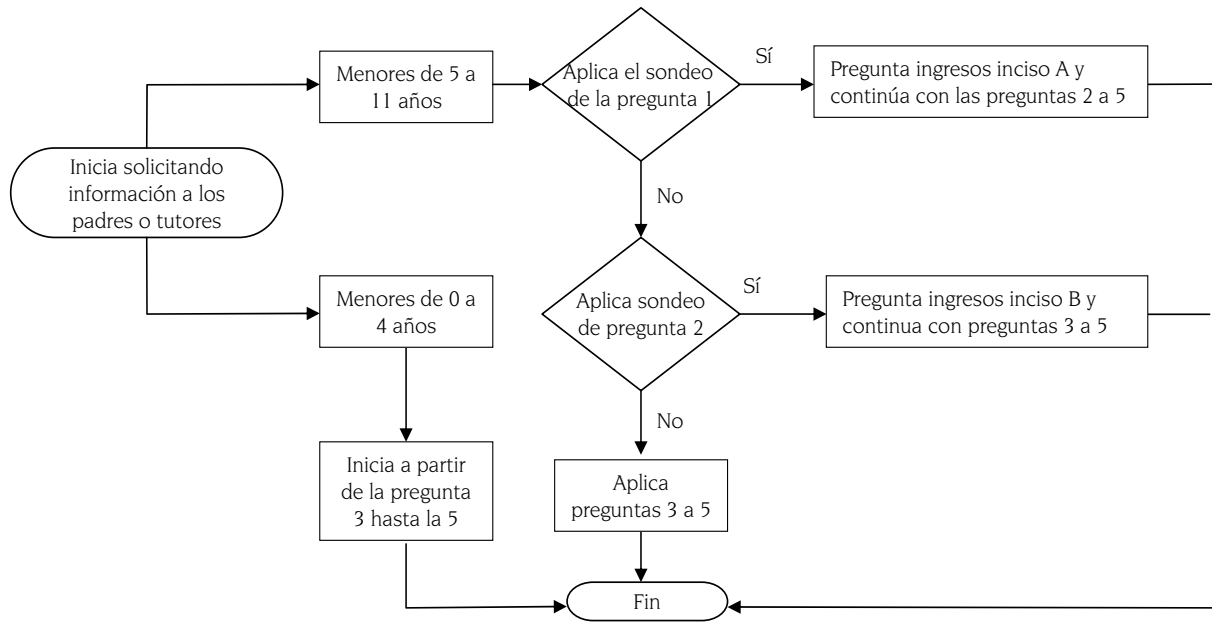 Inicia solicitando
información a los
padres o tutores
Menores de 5 a
11 años
Aplica el sondeo
de la pregunta 1
Sí
Pregunta ingresos inciso A y
continúa con las preguntas 2 a 5
No
Menores de 0 a
4 años
Aplica sondeo
de pregunta 2
Sí
Pregunta ingresos inciso B y
continua con preguntas 3 a 5
No
Inicia a partir
de la pregunta
3 hasta la 5
Aplica
preguntas 3 a 5
Fin